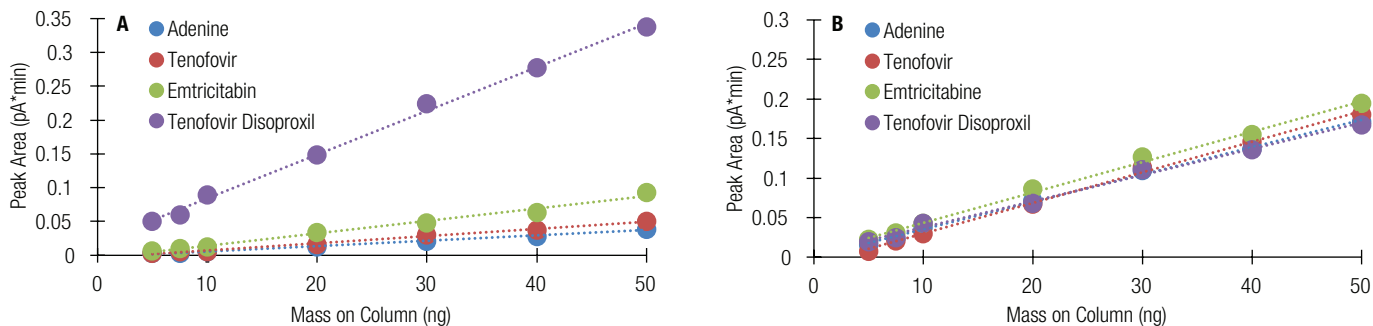 A
Adenine
Tenofovir
Emtricitabin
Tenofovir Disoproxil
Peak Area (pA*min)
0.35
0.3
0.25
0.2
0.15
0.1
0.05
0
0 10 20 30 40 50
Mass on Column (ng)
B
Adenine
Tenofovir
Emtricitabine
Tenofovir Disoproxil
Peak Area (pA*min)
0.3
0.25
0.2
0.15
0.1
0.05
0
0 10 20 30 40 50
Mass on Column (ng)